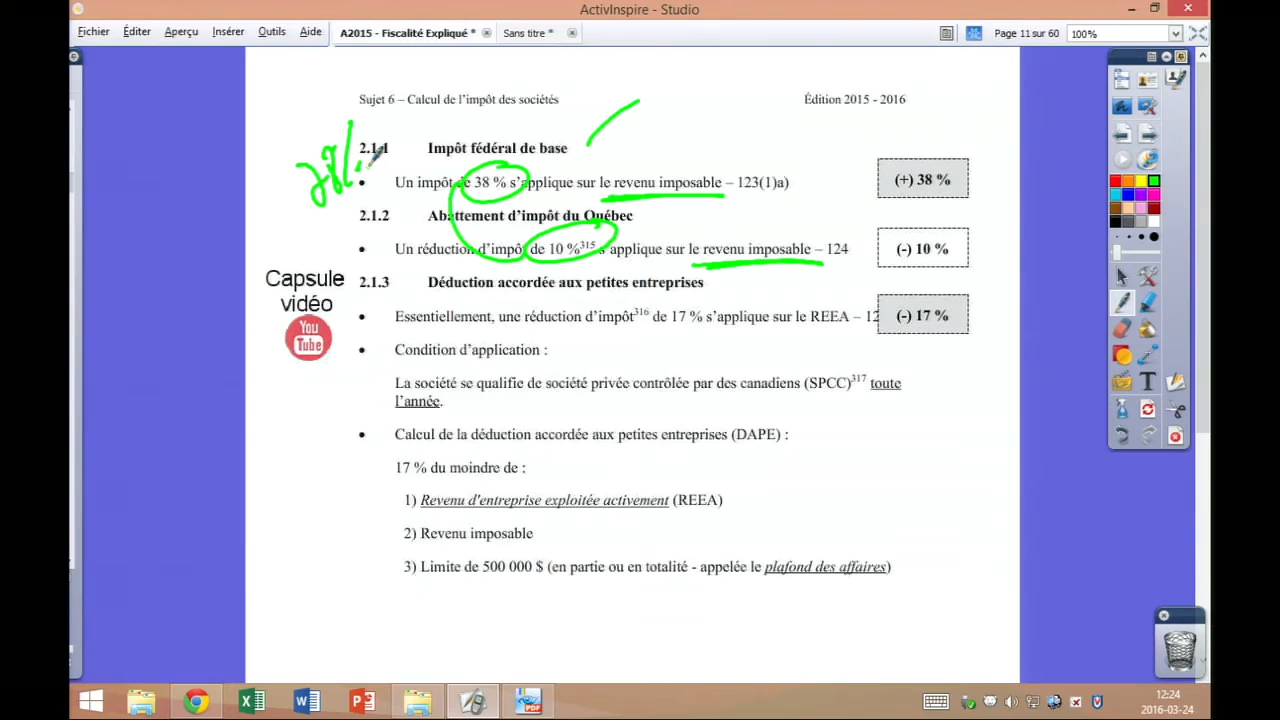 ActivInspire - Studio
Fichier Éditer Aperçu Insérer Outils Aide A2015 - Fiscalité Expliqué * Sans titre * Page 11 sur 60 100%
Sujet 6 – Calcul de l'impôt des sociétés Édition 2015 - 2016
28%
2.1.1 Impôt fédéral de base
• Un impôt de 38 % s'applique sur le revenu imposable – 123(1)a) (+) 38 %
2.1.2 Abattement d'impôt du Québec
• Un réduction d'impôt de 10 %315 s'applique sur le revenu imposable – 124 (-) 10 %
Capsule vidéo
You Tube
2.1.3 Déduction accordée aux petites entreprises
• Essentiellement, une réduction d'impôt316 de 17 % s'applique sur le REEA – 12 (-) 17 %
• Condition d'application :
La société se qualifie de société privée contrôlée par des canadiens (SPCC)317 toute
l'année.
• Calcul de la déduction accordée aux petites entreprises (DAPE) :
17 % du moindre de :
1) Revenu d'entreprise exploitée activement (REEA)
2) Revenu imposable
3) Limite de 500 000 $ (en partie ou en totalité - appelée le plafond des affaires)
12:24
2016-03-24